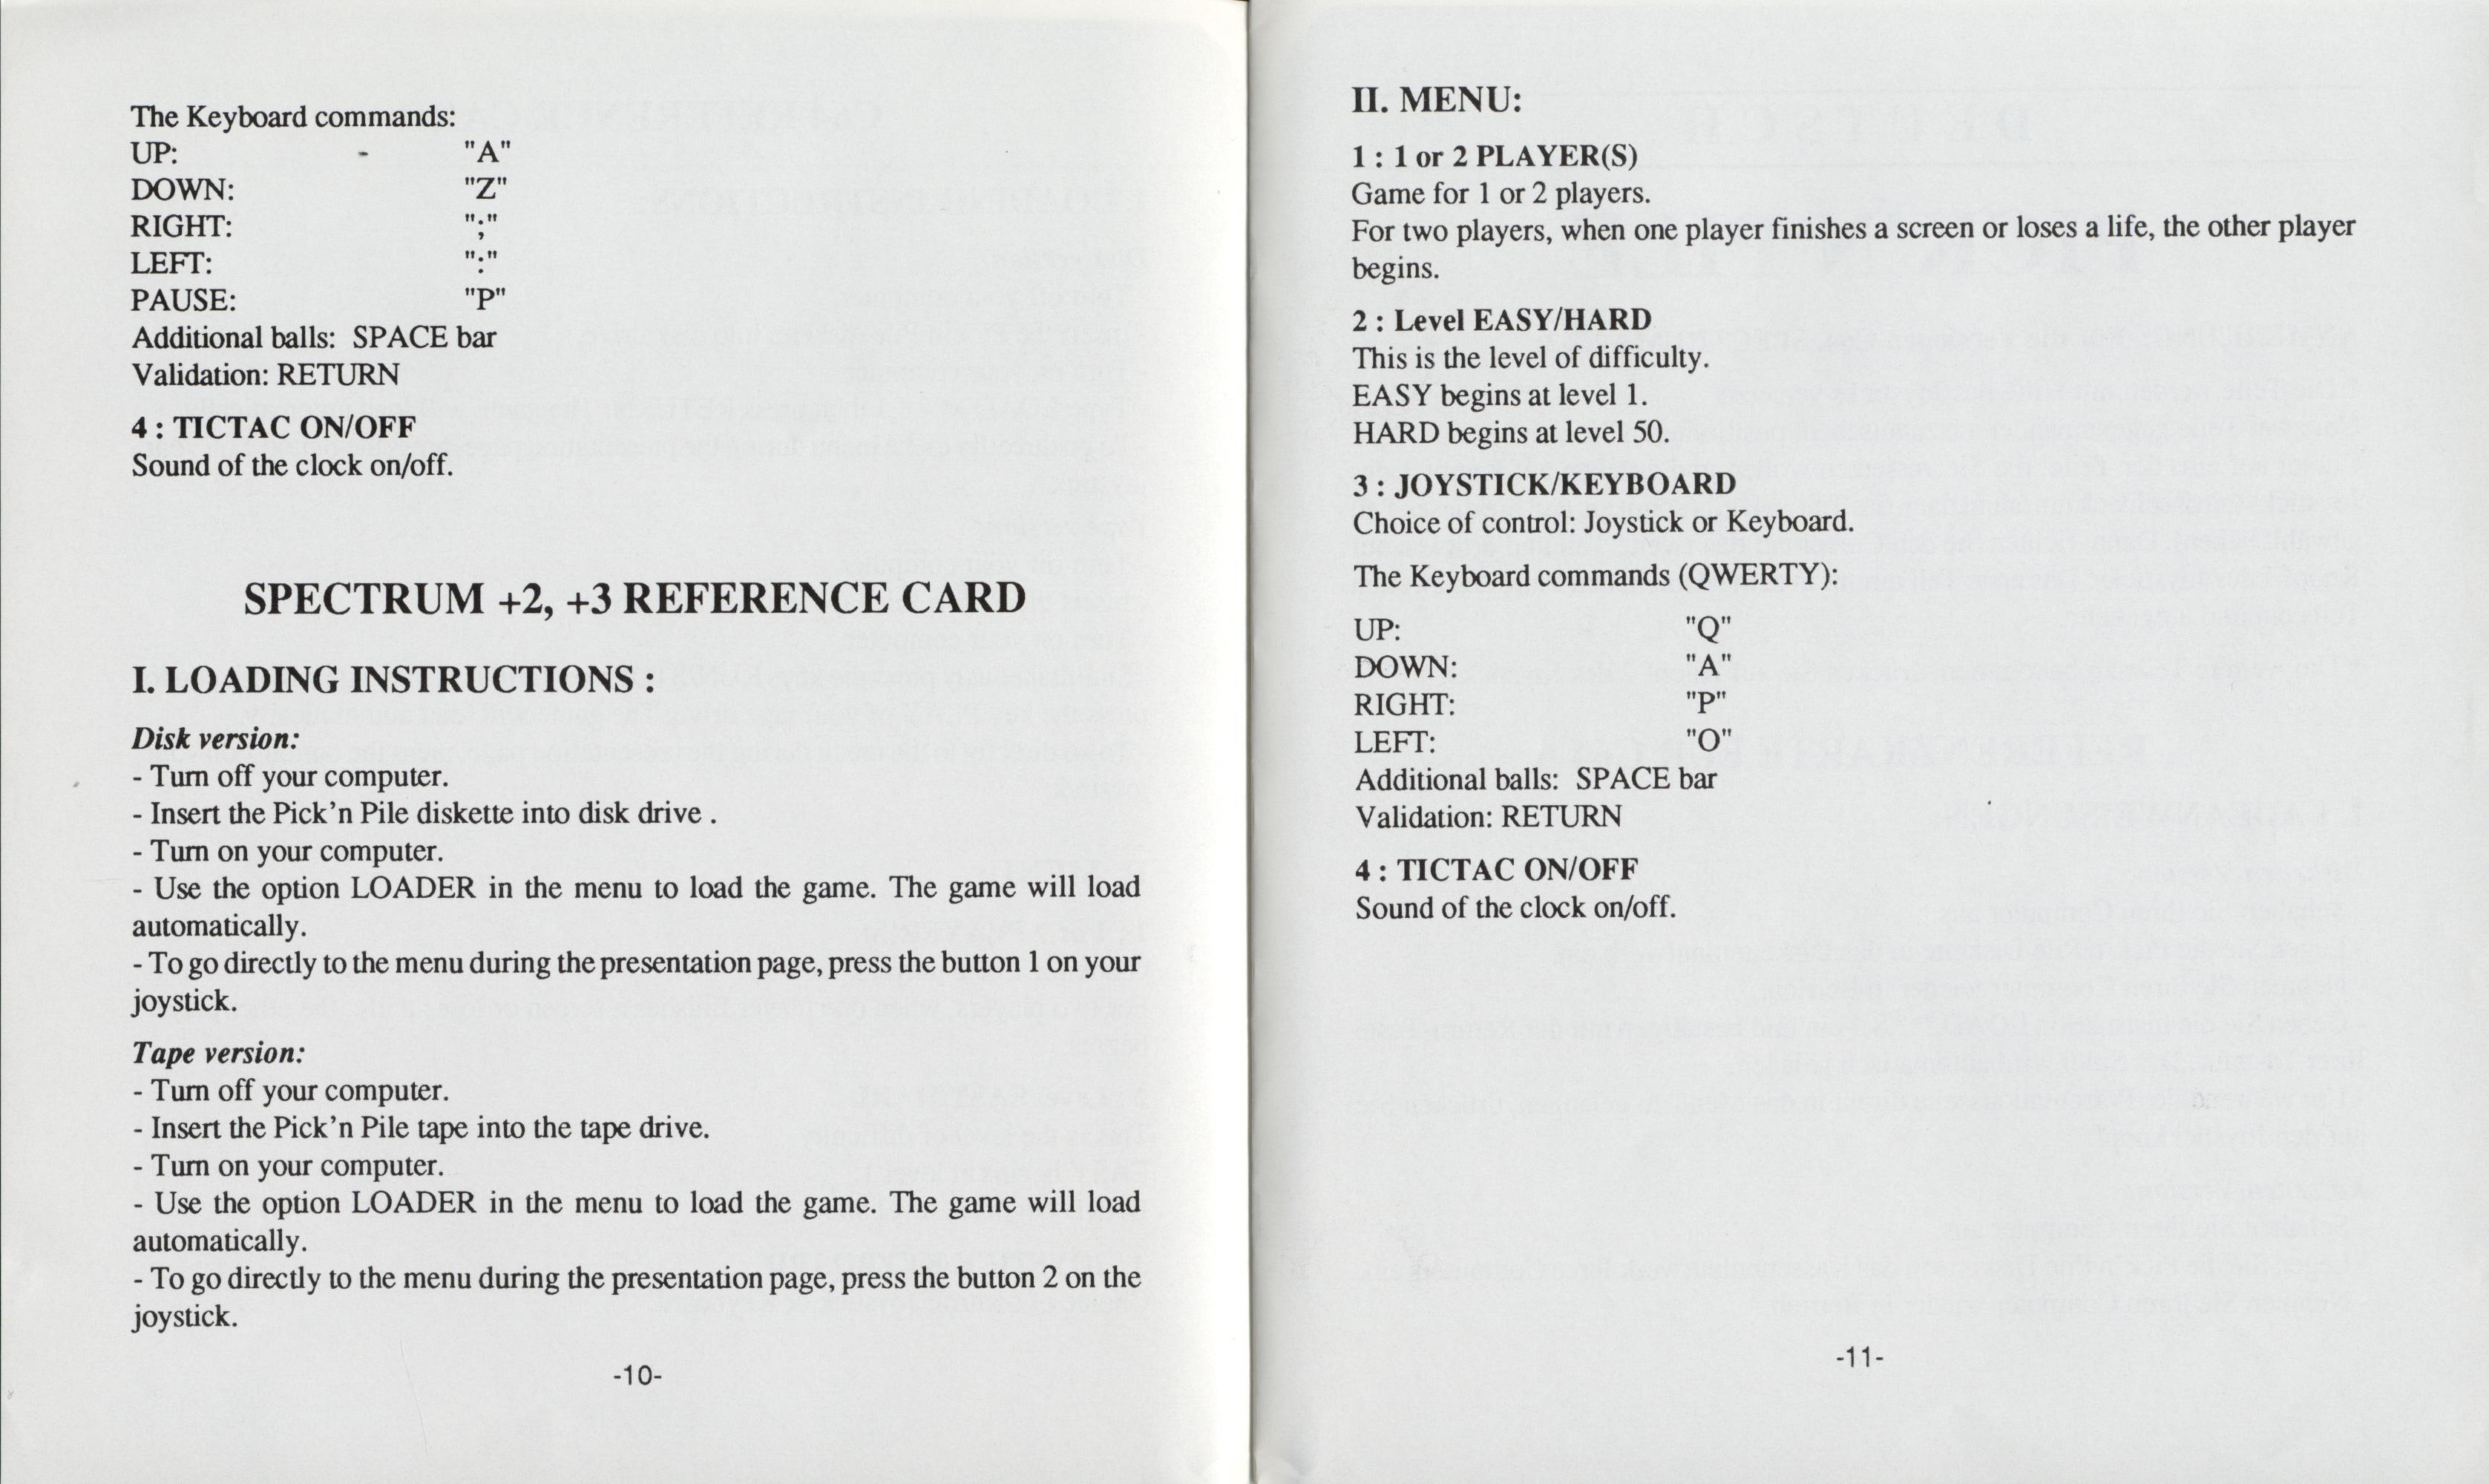 The Keyboard commands:
UP: "A"
DOWN: "Z"
RIGHT: ";"
LEFT: ":"
PAUSE: "P"
Additional balls: SPACE bar
Validation: RETURN
4 : TICTAC ON/OFF
Sound of the clock on/off.
SPECTRUM +2, +3 REFERENCE CARD
I. LOADING INSTRUCTIONS :
Disk version:
- Turn off your computer.
- Insert the Pick'n Pile diskette into disk drive .
- Turn on your computer.
- Use the option LOADER in the menu to load the game. The game will load
automatically.
- To go directly to the menu during the presentation page, press the button 1 on your
joystick.
Tape version:
- Turn off your computer.
- Insert the Pick'n Pile tape into the tape drive.
- Turn on your computer.
- Use the option LOADER in the menu to load the game. The game will load
automatically.
- To go directly to the menu during the presentation page, press the button 2 on the
joystick.
-10-
II. MENU:
1 : 1 or 2 PLAYER(S)
Game for 1 or 2 players.
For two players, when one player finishes a screen or loses a life, the other player
begins.
2 : Level EASY/HARD
This is the level of difficulty.
EASY begins at level 1.
HARD begins at level 50.
3 : JOYSTICK/KEYBOARD
Choice of control: Joystick or Keyboard.
The Keyboard commands (QWERTY):
UP: "Q"
DOWN: "A"
RIGHT: "P"
LEFT: "O"
Additional balls: SPACE bar
Validation: RETURN
4 : TICTAC ON/OFF
Sound of the clock on/off.
-11-